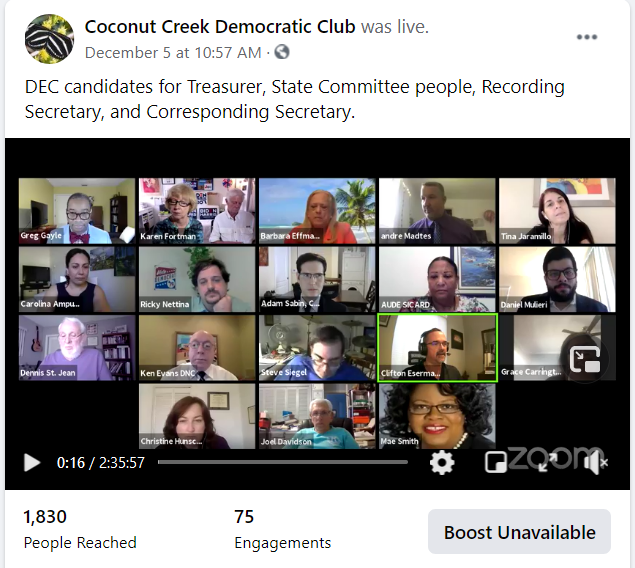 Coconut Creek Democratic Club was live.
December 5 at 10:57 AM ·
DEC candidates for Treasurer, State Committee people, Recording
Secretary, and Corresponding Secretary.
Greg Gayle
Karen Fortman
Barbara Effma...
andre Madtes
Tina Jaramillo
Carolina Ampu...
Ricky Nettina
Adam Sabin, C...
AUDE SICARD
Daniel Mulieri
Dennis St. Jean
Ken Evans DNC
Steve Siegel
Clifton Eserma...
Grace Carringt...
Christine Hunsc...
Joel Davidson
Mae Smith
zoom
0:16 / 2:35:57
1,830
People Reached
75
Engagements
Boost Unavailable